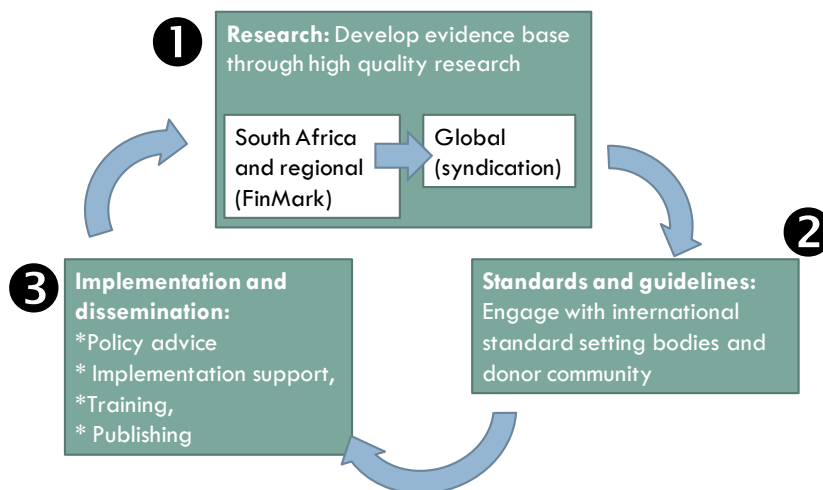 ❶
Research: Develop evidence base
through high quality research
South Africa
and regional
(FinMark)
Global
(syndication)
❷
Standards and guidelines:
Engage with international
standard setting bodies and
donor community
❸
Implementation and
dissemination:
*Policy advice
* Implementation support,
*Training,
* Publishing